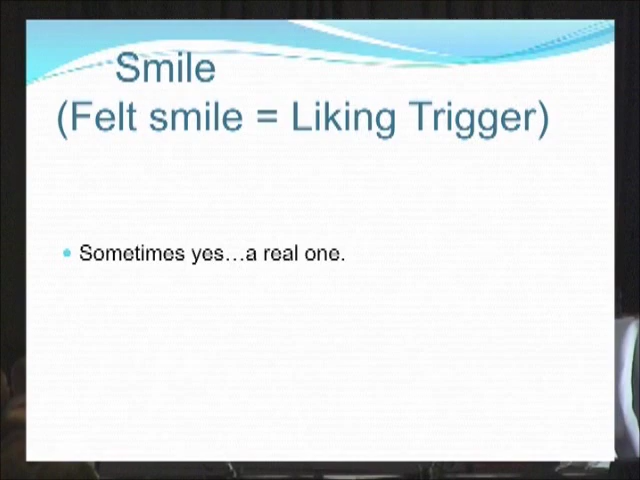 Smile
(Felt smile = Liking Trigger)
Sometimes yes…a real one.